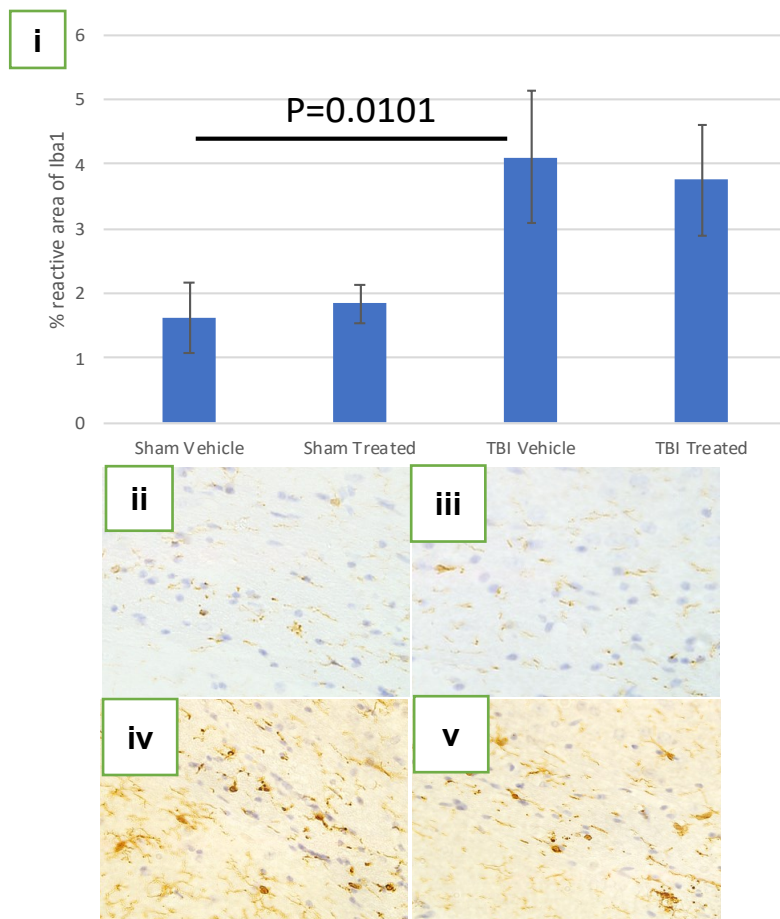 i
6
5
4
3
2
1
0
% reactive area of Iba1
P=0.0101
Sham Vehicle
Sham Treated
TBI Vehicle
TBI Treated
ii
iii
iv
v